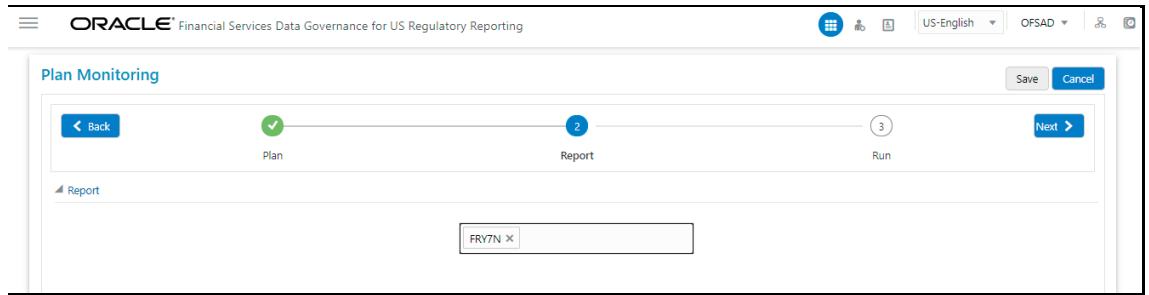 ORACLE Financial Services Data Governance for US Regulatory Reporting
US-English
OFSAD
Plan Monitoring
Save
Cancel
Back
2
3
Next
Plan
Report
Run
Report
FRY7N ×